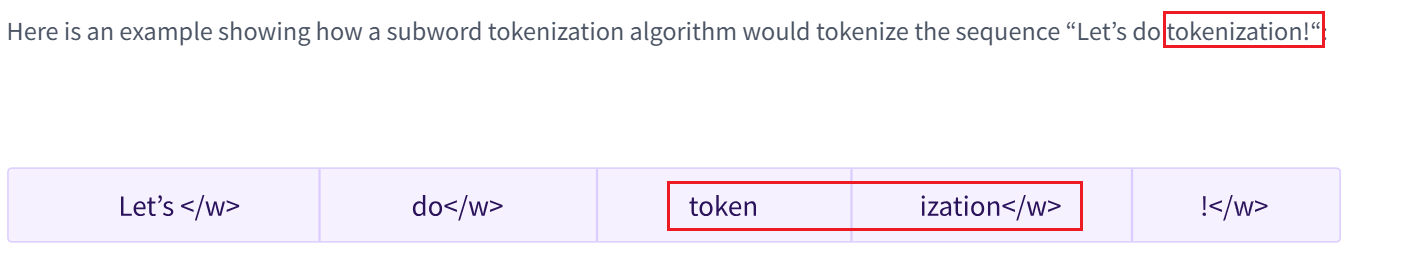 Here is an example showing how a subword tokenization algorithm would tokenize the sequence “Let’s do tokenization!“:
Let’s </w> do</w> token ization</w> !</w>